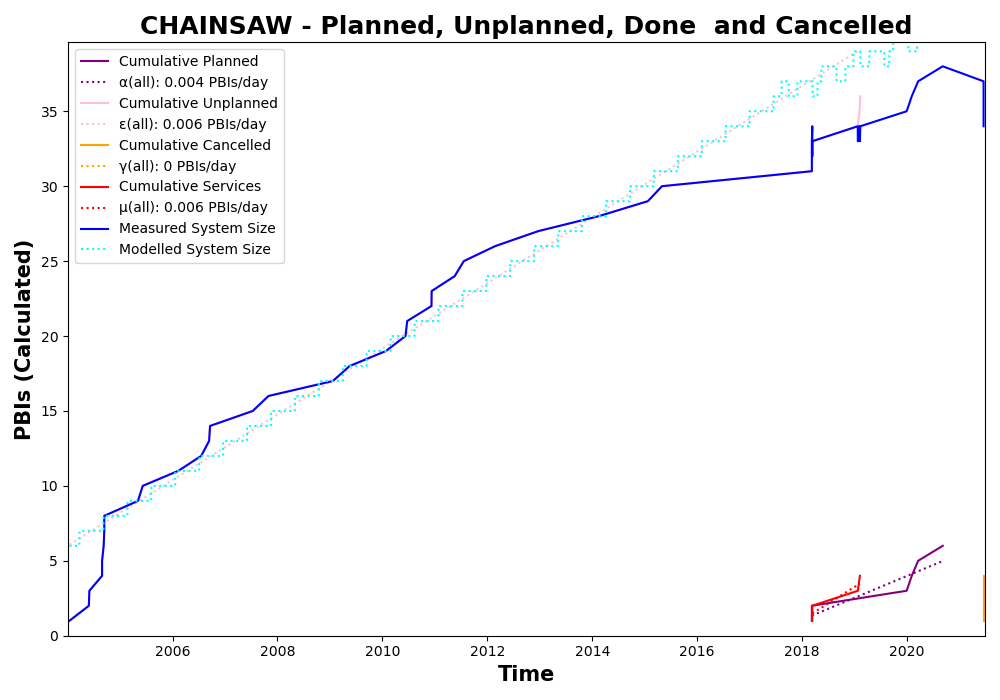 CHAINSAW - Planned, Unplanned, Done  and Cancelled
PBIs (Calculated)
35
30
25
20
15
10
5
0
Cumulative Planned
α(all): 0.004 PBIs/day
Cumulative Unplanned
ε(all): 0.006 PBIs/day
Cumulative Cancelled
γ(all): 0 PBIs/day
Cumulative Services
μ(all): 0.006 PBIs/day
Measured System Size
Modelled System Size
2006 2008 2010 2012 2014 2016 2018 2020
Time